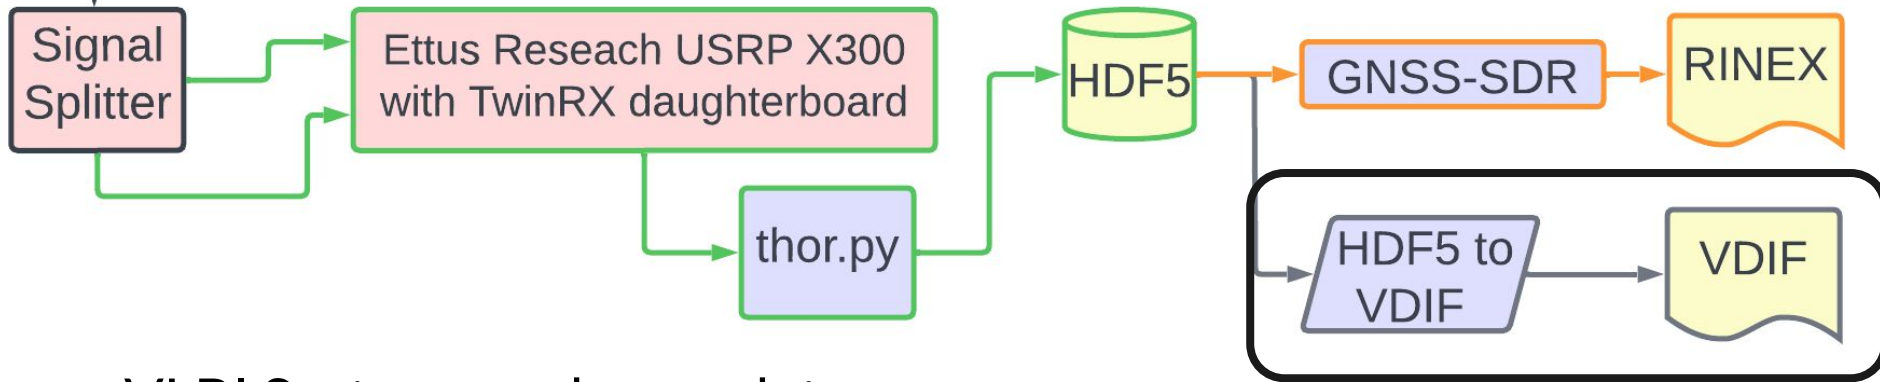 Signal
Splitter
Ettus Reseach USRP X300
with TwinRX daughterboard
thor.py
HDF5
GNSS-SDR
RINEX
HDF5 to
VDIF
VDIF